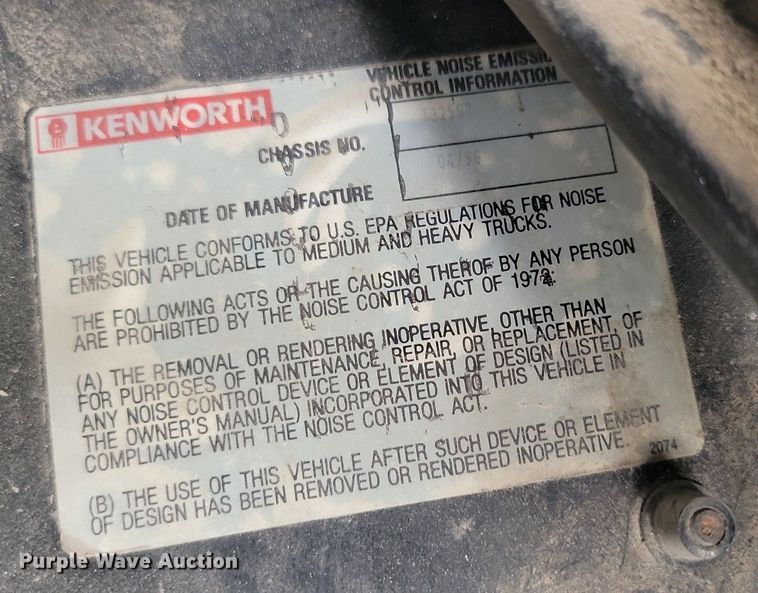 KENWORTH
VEHICLE NOISE EMISSION
CONTROL INFORMATION
CHASSIS NO.
DATE OF MANUFACTURE 04/96
THIS VEHICLE CONFORMS TO U.S. EPA REGULATIONS FOR NOISE
EMISSION APPLICABLE TO MEDIUM AND HEAVY TRUCKS.
THE FOLLOWING ACTS OR THE CAUSING THEROF BY ANY PERSON
ARE PROHIBITED BY THE NOISE CONTROL ACT OF 1972:
(A) THE REMOVAL OR RENDERING INOPERATIVE, OTHER THAN
FOR PURPOSES OF MAINTENANCE, REPAIR, OR REPLACEMENT, OF
ANY NOISE CONTROL DEVICE OR ELEMENT OF DESIGN (LISTED IN
THE OWNER'S MANUAL) INCORPORATED INTO THIS VEHICLE IN
COMPLIANCE WITH THE NOISE CONTROL ACT.
(B) THE USE OF THIS VEHICLE AFTER SUCH DEVICE OR ELEMENT
OF DESIGN HAS BEEN REMOVED OR RENDERED INOPERATIVE.
2074
Purple Wave Auction